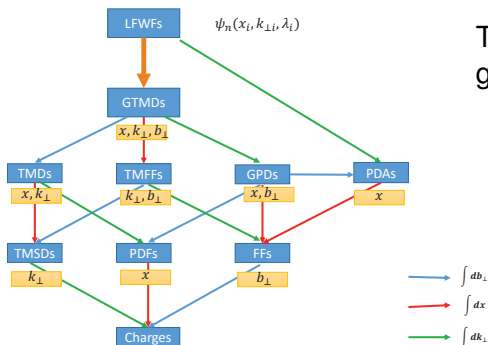 LFWFs ψₙ(xᵢ, k⊥ᵢ, λᵢ)
T
g
GTMDs
x, k⊥, b⊥
TMDs TMFFs GPDs PDAs
x, k⊥ k⊥, b⊥ x, b⊥ x
TMSDs PDFs FFs
k⊥ x b⊥
Charges
∫ db⊥
∫ dx
∫ dk⊥